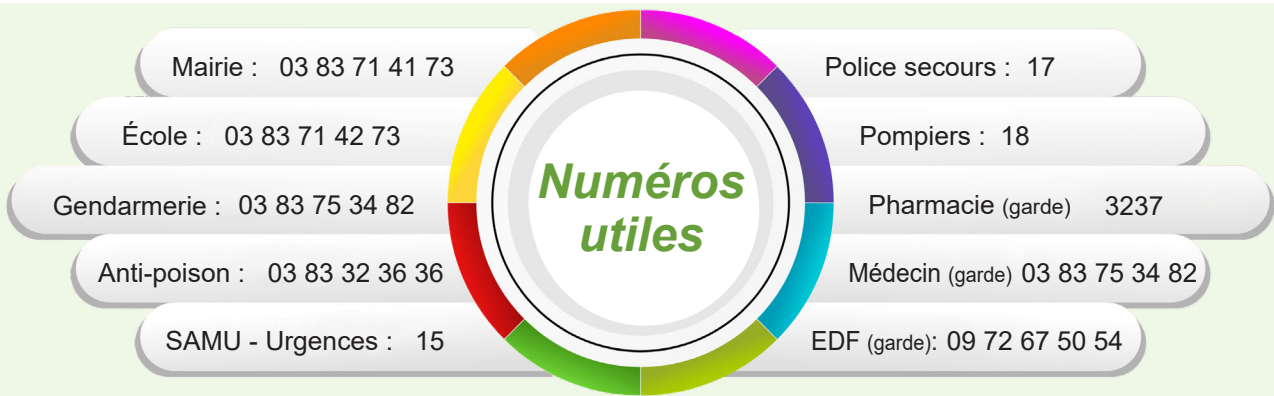 Mairie : 03 83 71 41 73
École : 03 83 71 42 73
Gendarmerie : 03 83 75 34 82
Anti-poison : 03 83 32 36 36
SAMU - Urgences : 15
Numéros
utiles
Police secours : 17
Pompiers : 18
Pharmacie (garde) 3237
Médecin (garde) 03 83 75 34 82
EDF (garde): 09 72 67 50 54